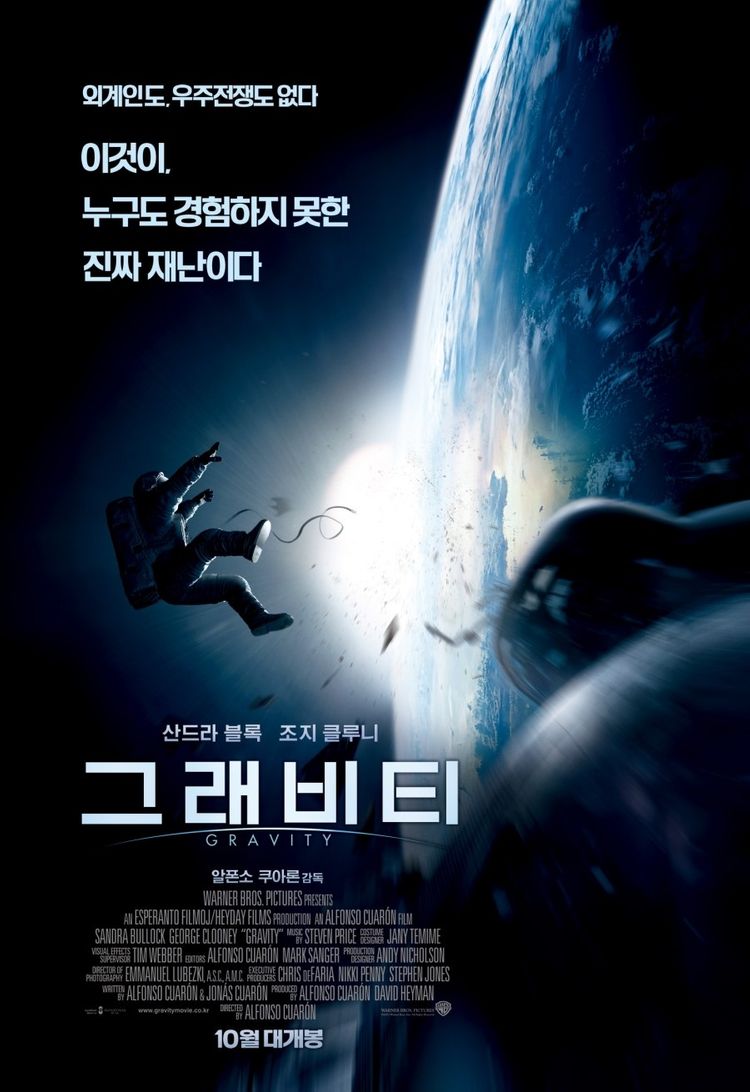 외계인도, 우주전쟁도 없다
이것이,
누구도 경험하지 못한
진짜 재난이다
산드라 블록 조지 클루니
그래비티
GRAVITY
알폰소 쿠아론 감독
WARNER BROS. PICTURES PRESENTS
AN ESPERANTO FILMOJ/HEYDAY FILMS PRODUCTION AN ALFONSO CUARÓN FILM
SANDRA BULLOCK GEORGE CLOONEY "GRAVITY" MUSIC BY STEVEN PRICE COSTUME DESIGNER JANY TEMIME
VISUAL EFFECTS SUPERVISOR TIM WEBBER EDITORS ALFONSO CUARÓN MARK SANGER PRODUCTION DESIGNER ANDY NICHOLSON
DIRECTOR OF PHOTOGRAPHY EMMANUEL LUBEZKI, A.S.C., A.M.C. EXECUTIVE PRODUCERS CHRIS DeFARIA NIKKI PENNY STEPHEN JONES
WRITTEN BY ALFONSO CUARÓN & JONÁS CUARÓN PRODUCED BY ALFONSO CUARÓN DAVID HEYMAN
www.gravitymovie.co.kr DIRECTED BY ALFONSO CUARÓN WARNER BROS. PICTURES
10월 대개봉